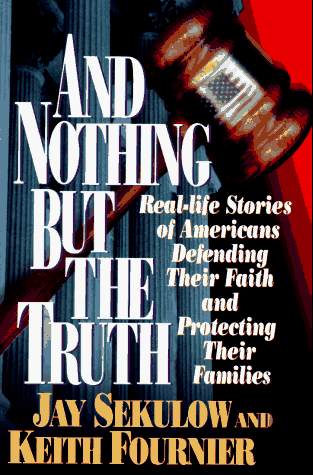 AND
NOTHING
BUT
THE
TRUTH
Real-life Stories
of Americans
Defending
Their Faith
and
Protecting
Their
Families
JAY SEKULOW AND
KEITH FOURNIER